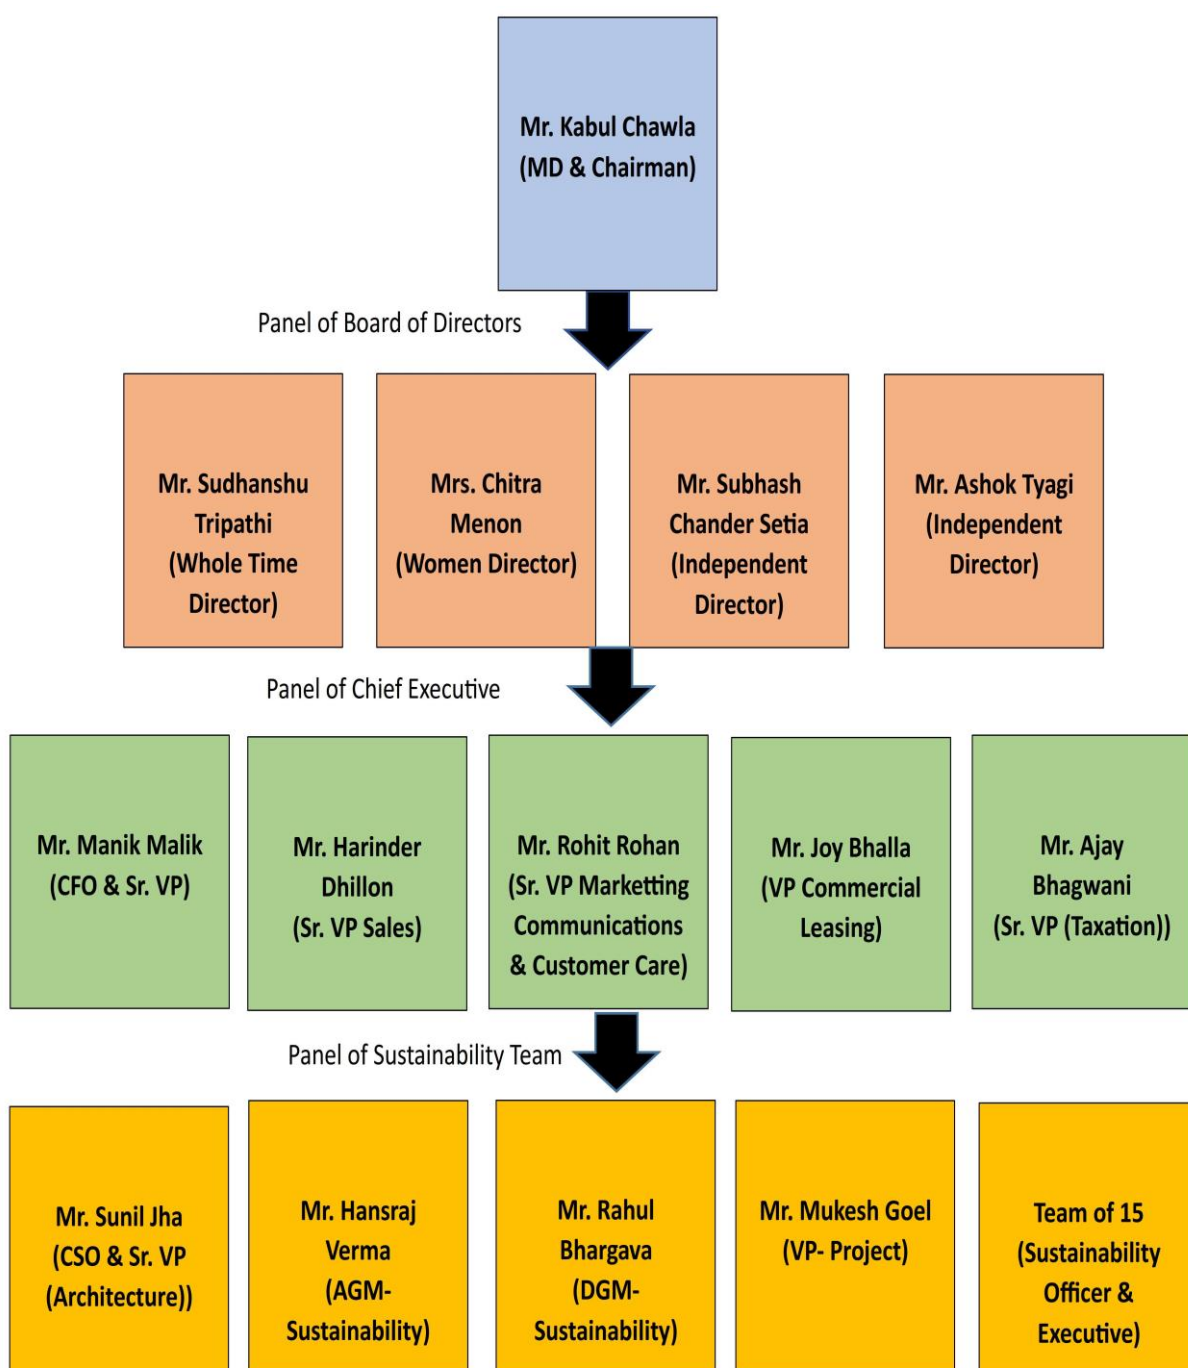 Mr. Kabul Chawla
(MD & Chairman)
Panel of Board of Directors
Mr. Sudhanshu
Tripathi
(Whole Time
Director)
Mrs. Chitra
Menon
(Women Director)
Mr. Subhash
Chander Setia
(Independent
Director)
Mr. Ashok Tyagi
(Independent
Director)
Panel of Chief Executive
Mr. Manik Malik
(CFO & Sr. VP)
Mr. Harinder
Dhillon
(Sr. VP Sales)
Mr. Rohit Rohan
(Sr. VP Marketting
Communications
& Customer Care)
Mr. Joy Bhalla
(VP Commercial
Leasing)
Mr. Ajay
Bhagwani
(Sr. VP (Taxation))
Panel of Sustainability Team
Mr. Sunil Jha
(CSO & Sr. VP
(Architecture))
Mr. Hansraj
Verma
(AGM-
Sustainability)
Mr. Rahul
Bhargava
(DGM-
Sustainability)
Mr. Mukesh Goel
(VP- Project)
Team of 15
(Sustainability
Officer &
Executive)